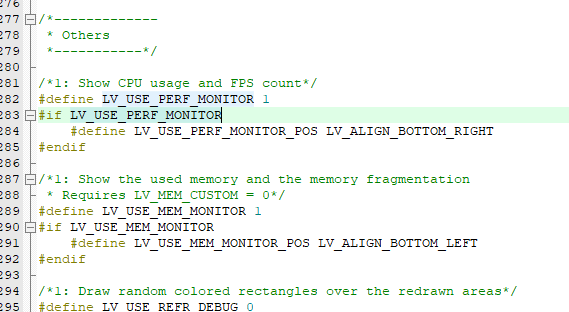 276
277 /*-------------
278  * Others
279  *-----------*/
280
281 /*1: Show CPU usage and FPS count*/
282 #define LV_USE_PERF_MONITOR 1
283 #if LV_USE_PERF_MONITOR
284     #define LV_USE_PERF_MONITOR_POS LV_ALIGN_BOTTOM_RIGHT
285 #endif
286
287 /*1: Show the used memory and the memory fragmentation
288  * Requires LV_MEM_CUSTOM = 0*/
289 #define LV_USE_MEM_MONITOR 1
290 #if LV_USE_MEM_MONITOR
291     #define LV_USE_MEM_MONITOR_POS LV_ALIGN_BOTTOM_LEFT
292 #endif
293
294 /*1: Draw random colored rectangles over the redrawn areas*/
295 #define LV_USE_REFR_DEBUG 0